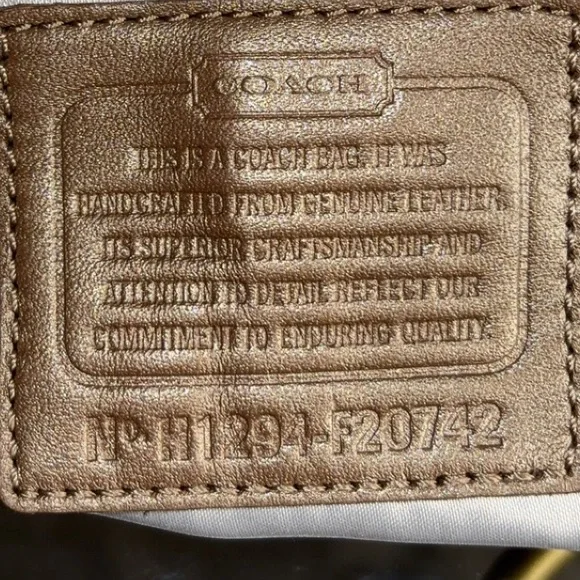 COACH
THIS IS A COACH BAG. IT WAS
HANDCRAFTED FROM GENUINE LEATHER.
ITS SUPERIOR CRAFTSMANSHIP AND
ATTENTION TO DETAIL REFLECT OUR
COMMITMENT TO ENDURING QUALITY.
Nº H1294-F20742